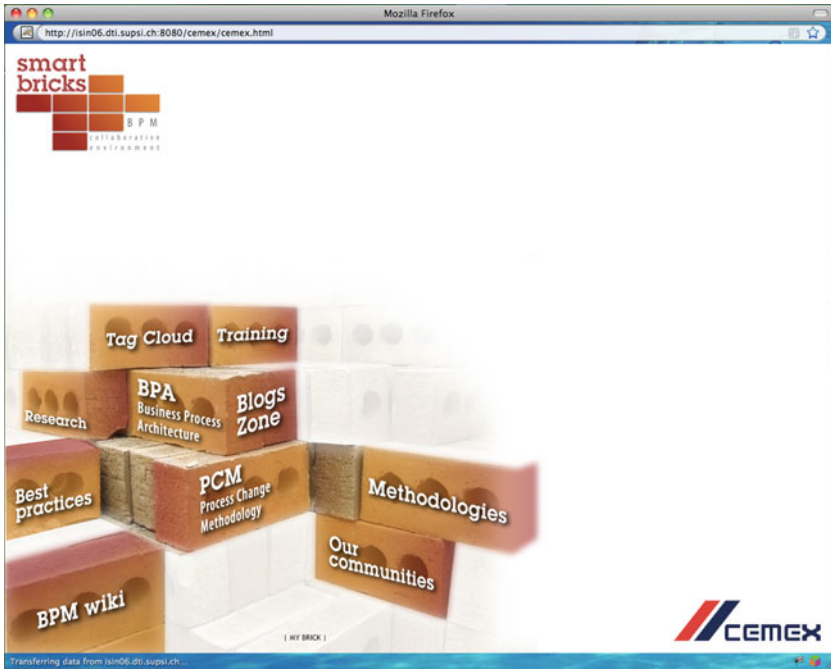 Mozilla Firefox
http://isin06.dti.supsi.ch:8080/cemex/cemex.html
smart
bricks
BPM
collaborative
environment
Tag Cloud
Training
Research
BPA
Business Process
Architecture
Blogs
Zone
Best
practices
PCM
Process Change
Methodology
Methodologies
Our
communities
BPM wiki
[ MY BRICK ]
CEMEX
Transferring data from isin06.dti.supsi.ch...